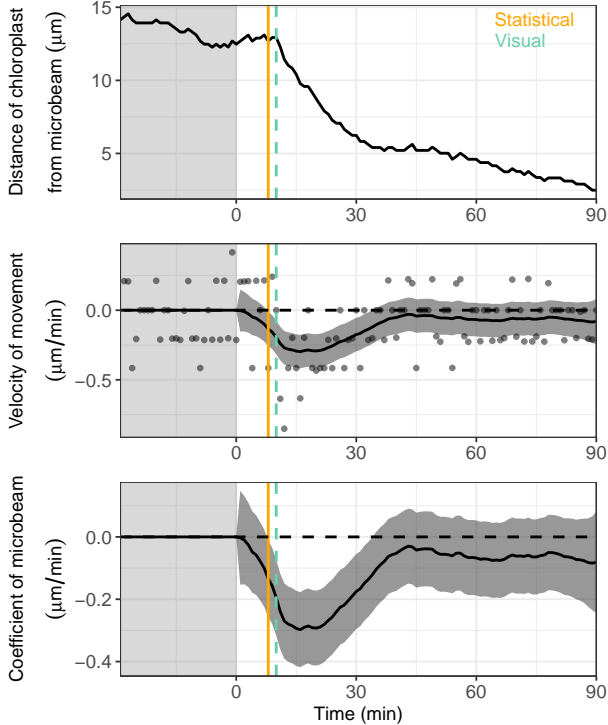 Distance of chloroplast
from microbeam (μm)
15
10
5
Statistical
Visual
0
30
60
90
Velocity of movement
(μm/min)
0.0
−0.5
0
30
60
90
Coefficient of microbeam
(μm/min)
0.0
−0.2
−0.4
0
30
60
90
Time (min)